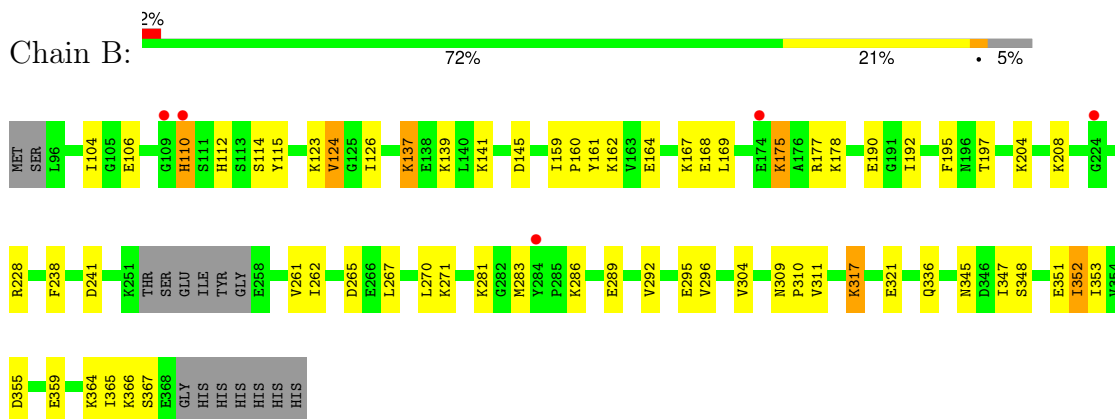 2%
Chain B:
72% 21% • 5%
MET SER L96 I104 G105 E106 G109 H110 S111 H112 S113 S114 Y115 K123 V124 G125 I126 K137 E138 K139 L140 K141 D145 I159 P160 Y161 K162 V163 E164 K167 E168 L169 E174 K175 A176 R177 K178 E190 G191 I192 F195 N196 T197 K204 K208 G224
R228 F238 D241 K251 THR SER GLU ILE TYR GLY E258 V261 I262 D265 E266 L267 L270 K271 K281 G282 M283 Y284 P285 K286 E289 V292 E295 V296 V304 N309 P310 V311 K317 E321 Q336 N345 D346 I347 S348 E351 I352 I353 V354
D355 E359 K364 I365 K366 S367 E368 GLY HIS HIS HIS HIS HIS HIS